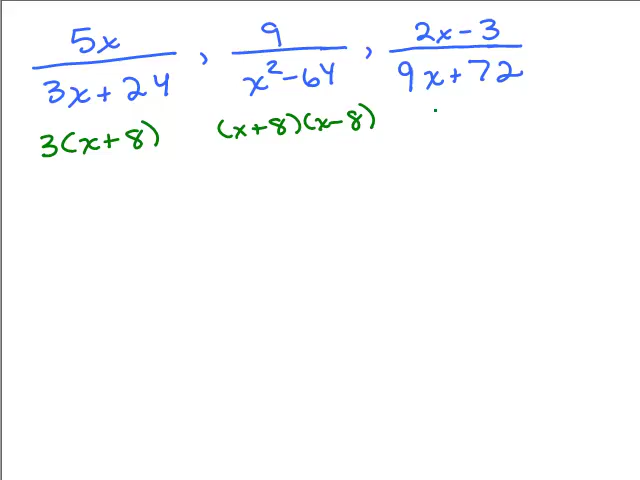 5x/(3x+24), 9/(x²-64), (2x-3)/(9x+72)
3(x+8) (x+8)(x-8)